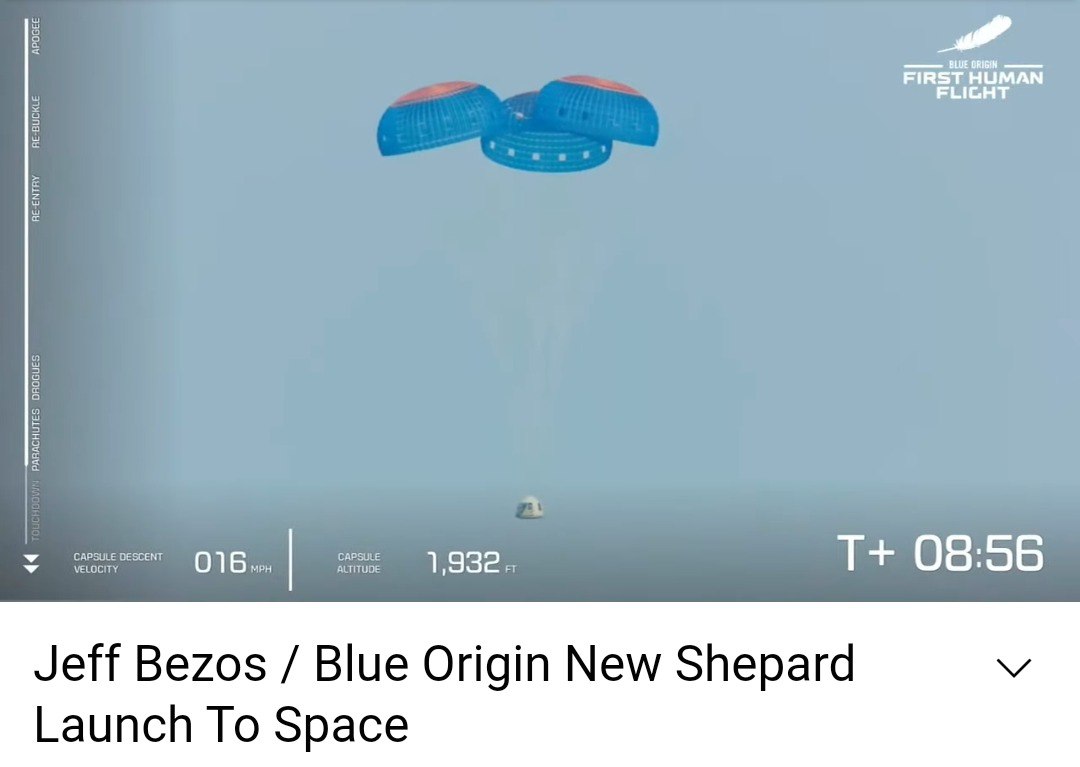 APOGEE
RE-BUCKLE
RE-ENTRY
DROGUES
PARACHUTES
TOUCHDOWN
BLUE ORIGIN
FIRST HUMAN
FLIGHT
CAPSULE DESCENT
VELOCITY
016 MPH
CAPSULE
ALTITUDE
1,932 FT
T+ 08:56
Jeff Bezos / Blue Origin New Shepard
Launch To Space